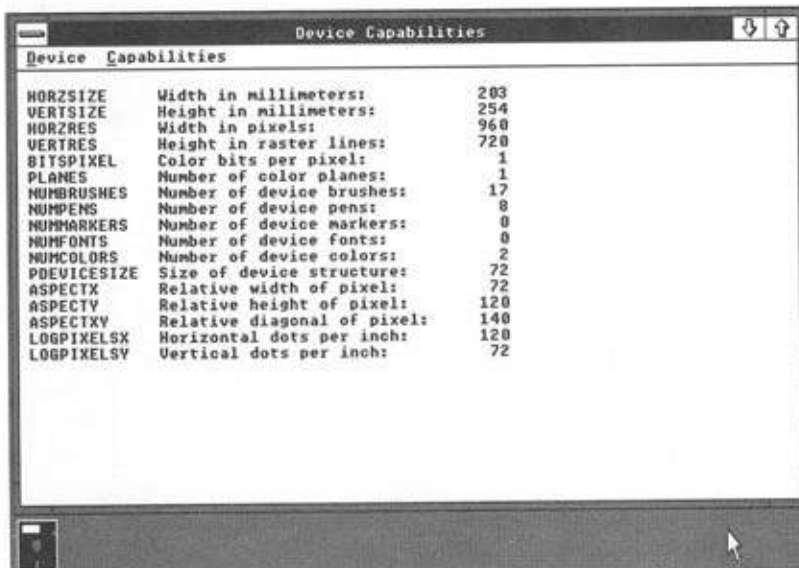 Device Capabilities
Device Capabilities
HORZSIZE Width in millimeters: 203
VERTSIZE Height in millimeters: 254
HORZRES Width in pixels: 960
VERTRES Height in raster lines: 720
BITSPIXEL Color bits per pixel: 1
PLANES Number of color planes: 1
NUMBRUSHES Number of device brushes: 17
NUMPENS Number of device pens: 8
NUMMARKERS Number of device markers: 0
NUMFONTS Number of device fonts: 0
NUMCOLORS Number of device colors: 2
PDEVICESIZE Size of device structure: 72
ASPECTX Relative width of pixel: 72
ASPECTY Relative height of pixel: 120
ASPECTXY Relative diagonal of pixel: 140
LOGPIXELSX Horizontal dots per inch: 120
LOGPIXELSY Vertical dots per inch: 72